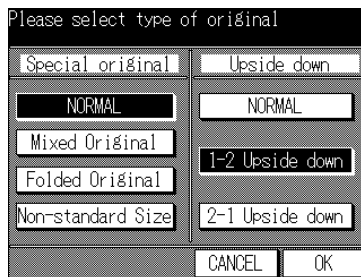 Please select type of original
Special original
Upside down
NORMAL
NORMAL
Mixed Original
1-2 Upside down
Folded Original
Non-standard Size
2-1 Upside down
CANCEL
OK